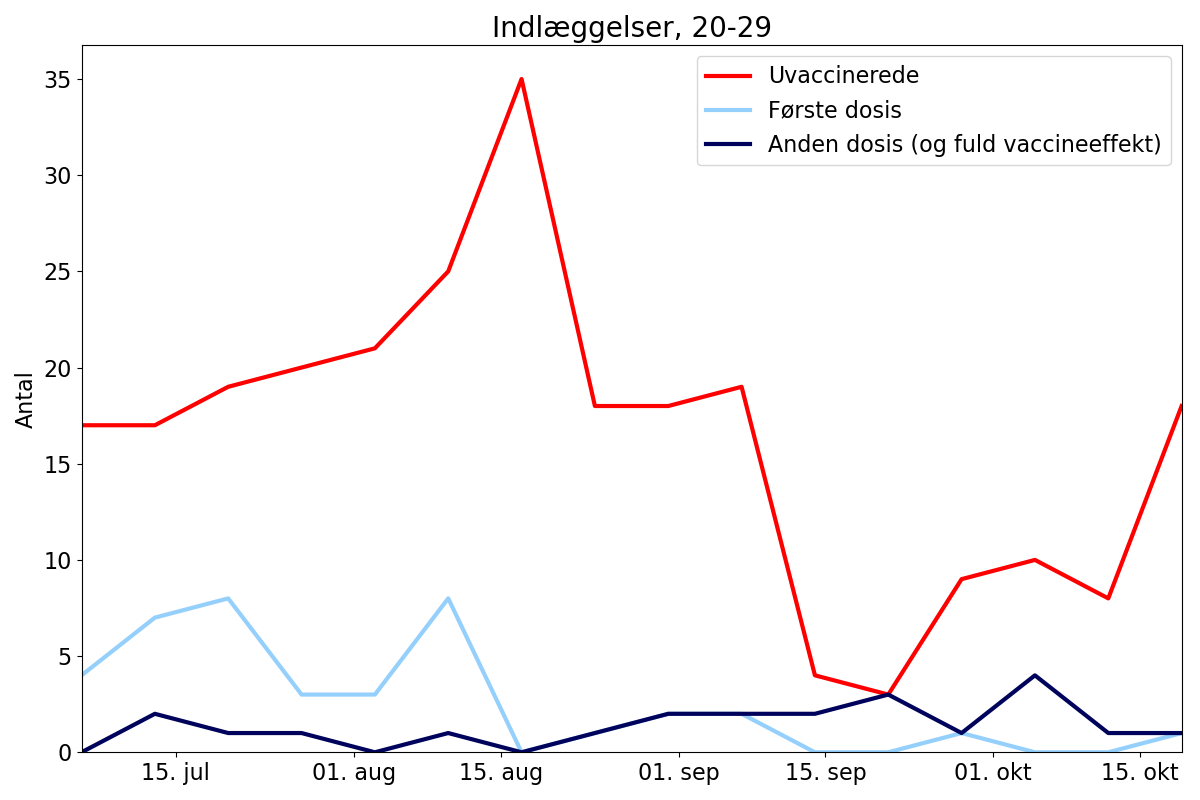 Indlæggelser, 20-29
Uvaccinerede
Første dosis
Anden dosis (og fuld vaccineeffekt)
Antal
35
30
25
20
15
10
5
0
15. jul
01. aug
15. aug
01. sep
15. sep
01. okt
15. okt